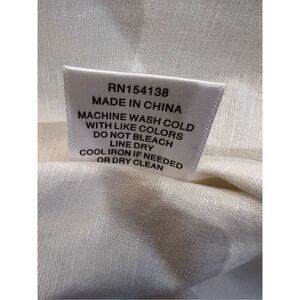 RN154138
MADE IN CHINA
MACHINE WASH COLD
WITH LIKE COLORS
DO NOT BLEACH
LINE DRY
COOL IRON IF NEEDED
OR DRY CLEAN